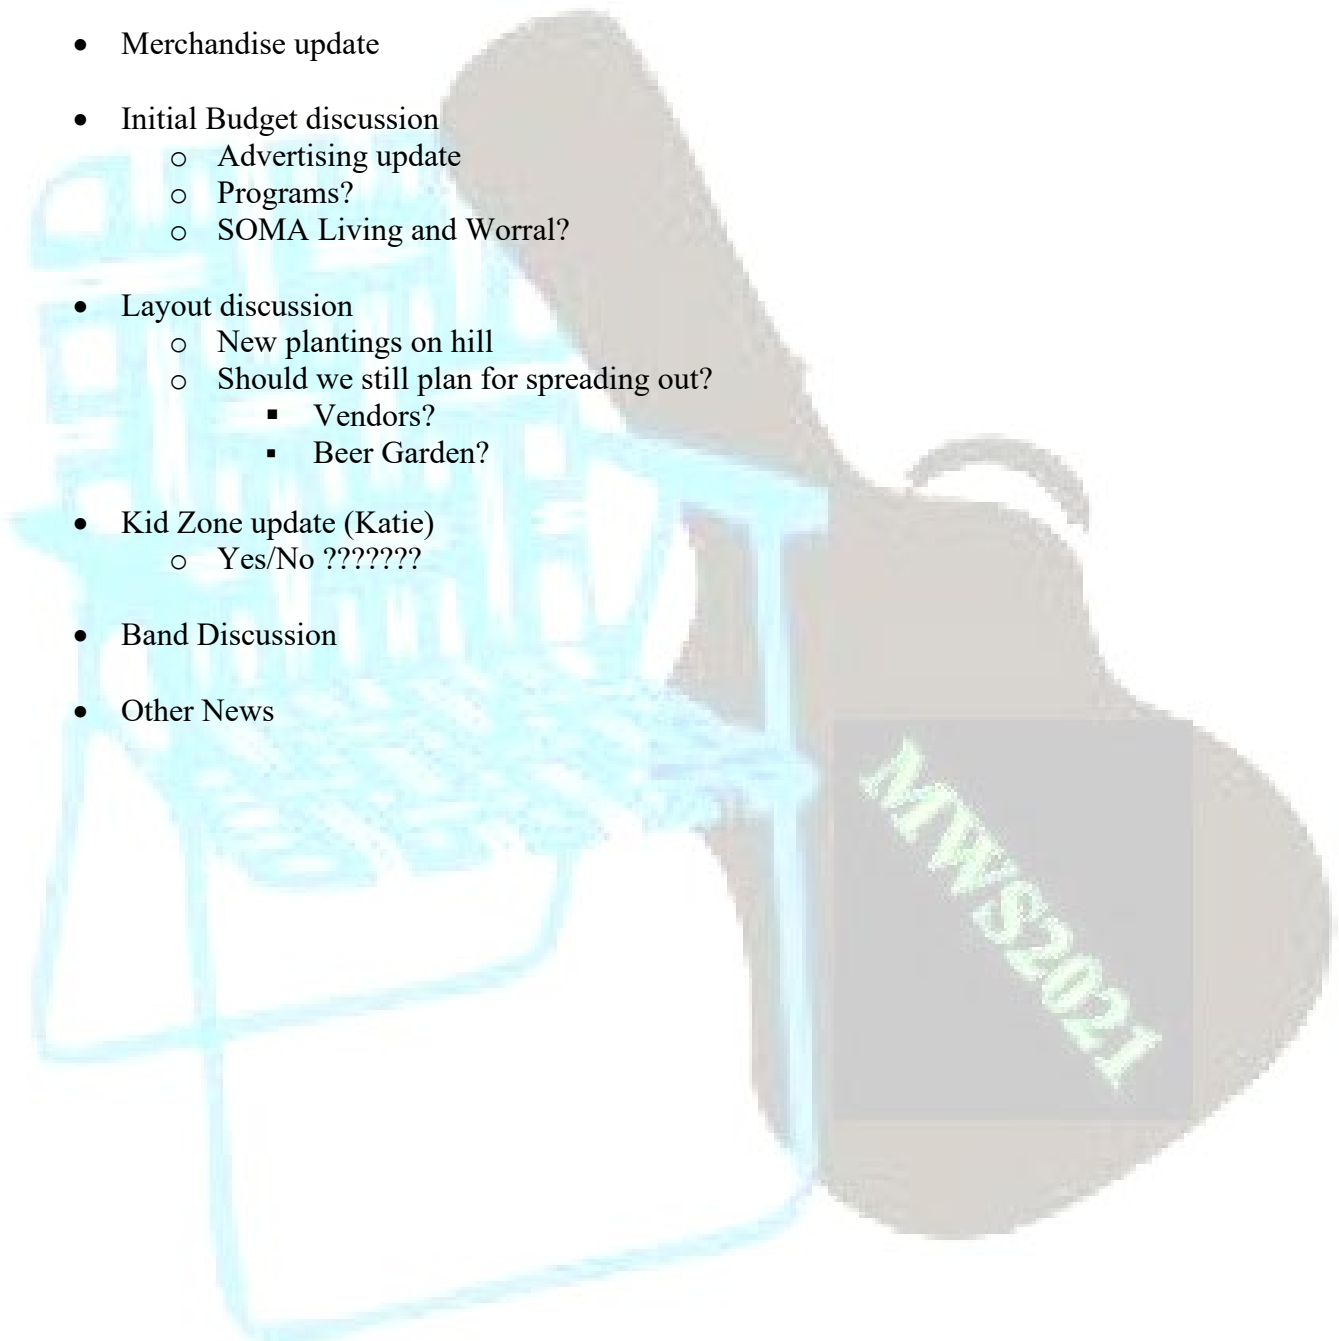 • Merchandise update
• Initial Budget discussion
o Advertising update
o Programs?
o SOMA Living and Worral?
• Layout discussion
o New plantings on hill
o Should we still plan for spreading out?
▪ Vendors?
▪ Beer Garden?
• Kid Zone update (Katie)
o Yes/No ???????
• Band Discussion
• Other News
MWS2021